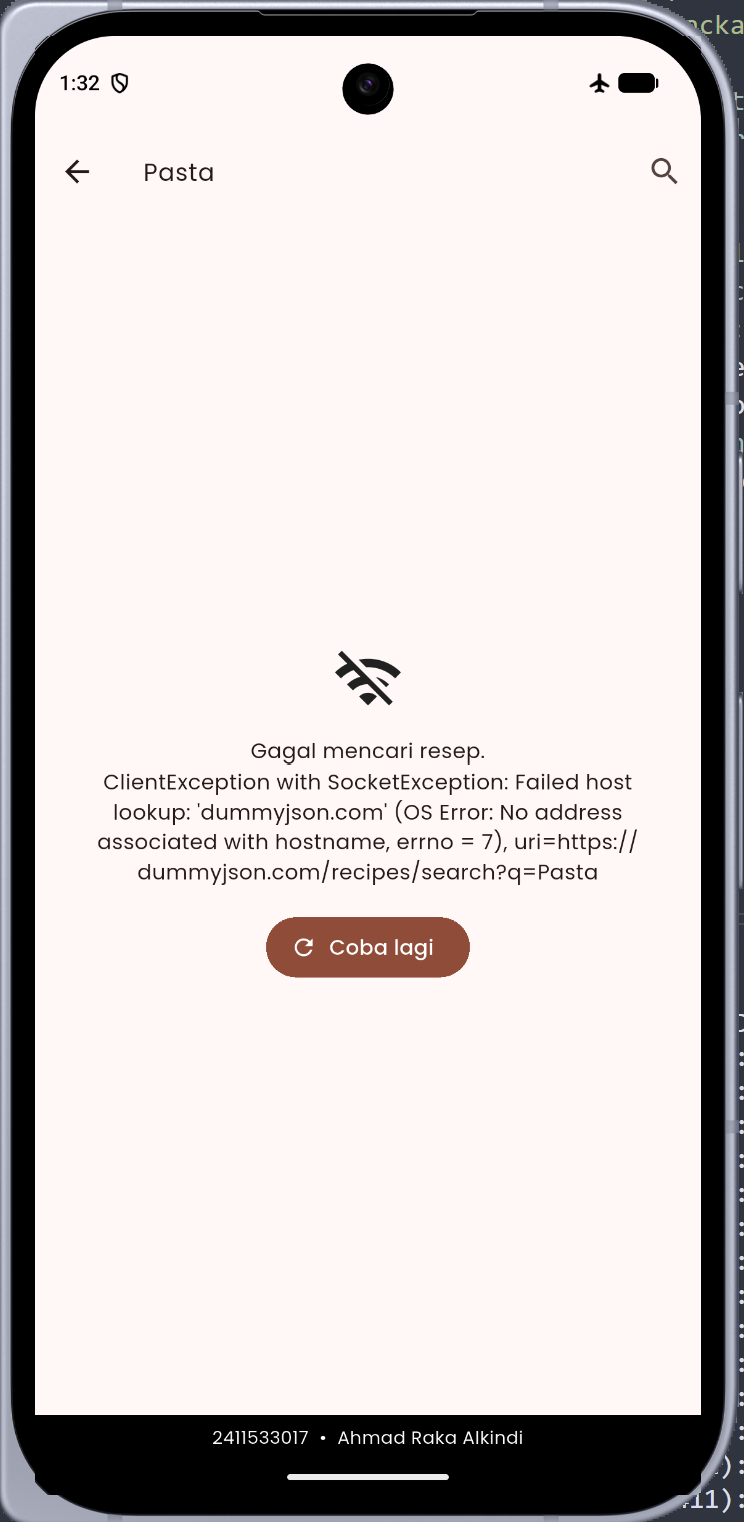 1:32
Pasta
Gagal mencari resep.
ClientException with SocketException: Failed host
lookup: 'dummyjson.com' (OS Error: No address
associated with hostname, errno = 7), uri=https://
dummyjson.com/recipes/search?q=Pasta
Coba lagi
2411533017 • Ahmad Raka Alkindi